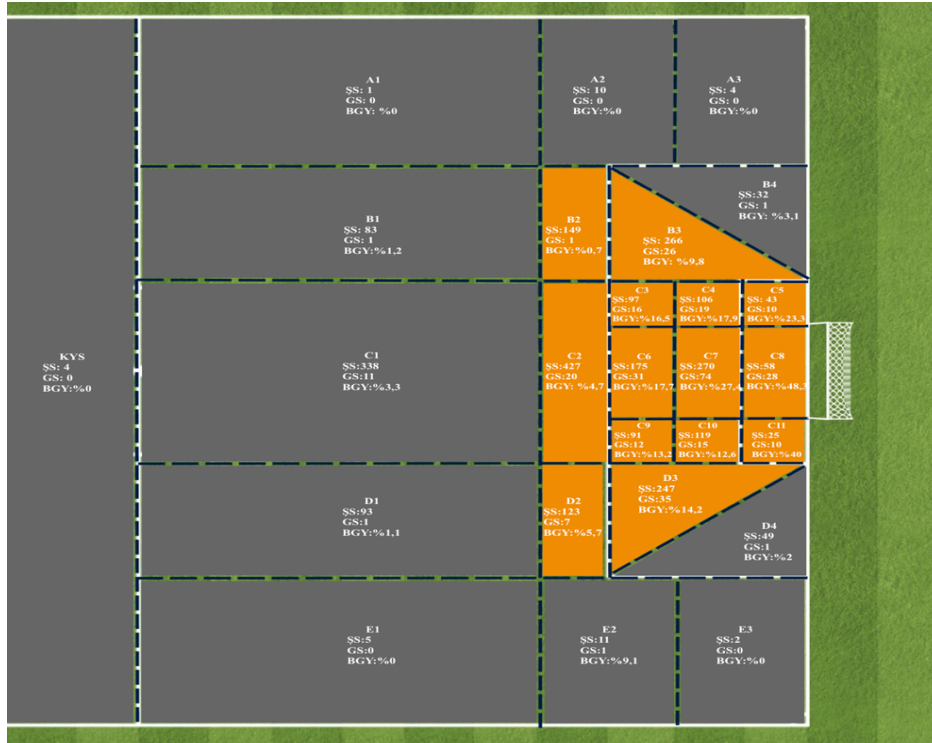 A1
ŞS: 1
GS: 0
BGY: %0
A2
ŞS: 10
GS: 0
BGY:%0
A3
ŞS: 4
GS: 0
BGY:%0
B1
ŞS: 83
GS: 1
BGY:%1,2
B2
ŞS:149
GS: 1
BGY:%0,7
B3
ŞS: 266
GS:26
BGY: %9,8
B4
ŞS:32
GS: 1
BGY: %3,1
KYS
ŞS: 4
GS: 0
BGY:%0
C1
ŞS:338
GS:11
BGY:%3,3
C2
ŞS:427
GS:20
BGY: %4,7
C3
ŞS:97
GS:16
BGY:%16,5
C4
ŞS:106
GS:19
BGY:%17,9
C5
ŞS: 43
GS:10
BGY:%23,3
C6
ŞS:175
GS:31
BGY:%17,7
C7
ŞS:270
GS:74
BGY:%27,4
C8
ŞS:58
GS:28
BGY:%48,3
C9
ŞS:91
GS:12
BGY:%13,2
C10
ŞS:119
GS:15
BGY:%12,6
C11
ŞS:25
GS:10
BGY:%40
D1
ŞS:93
GS:1
BGY:%1,1
D2
ŞS:123
GS:7
BGY:%5,7
D3
ŞS:247
GS:35
BGY:%14,2
D4
ŞS:49
GS:1
BGY:%2
E1
ŞS:5
GS:0
BGY:%0
E2
ŞS:11
GS:1
BGY:%9,1
E3
ŞS:2
GS:0
BGY:%0